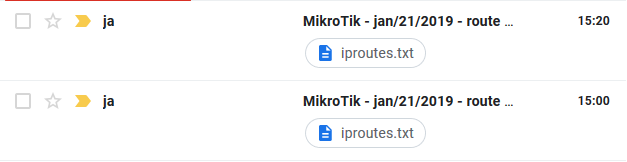 ja MikroTik - jan/21/2019 - route ... 15:20
iproutes.txt
ja MikroTik - jan/21/2019 - route ... 15:00
iproutes.txt